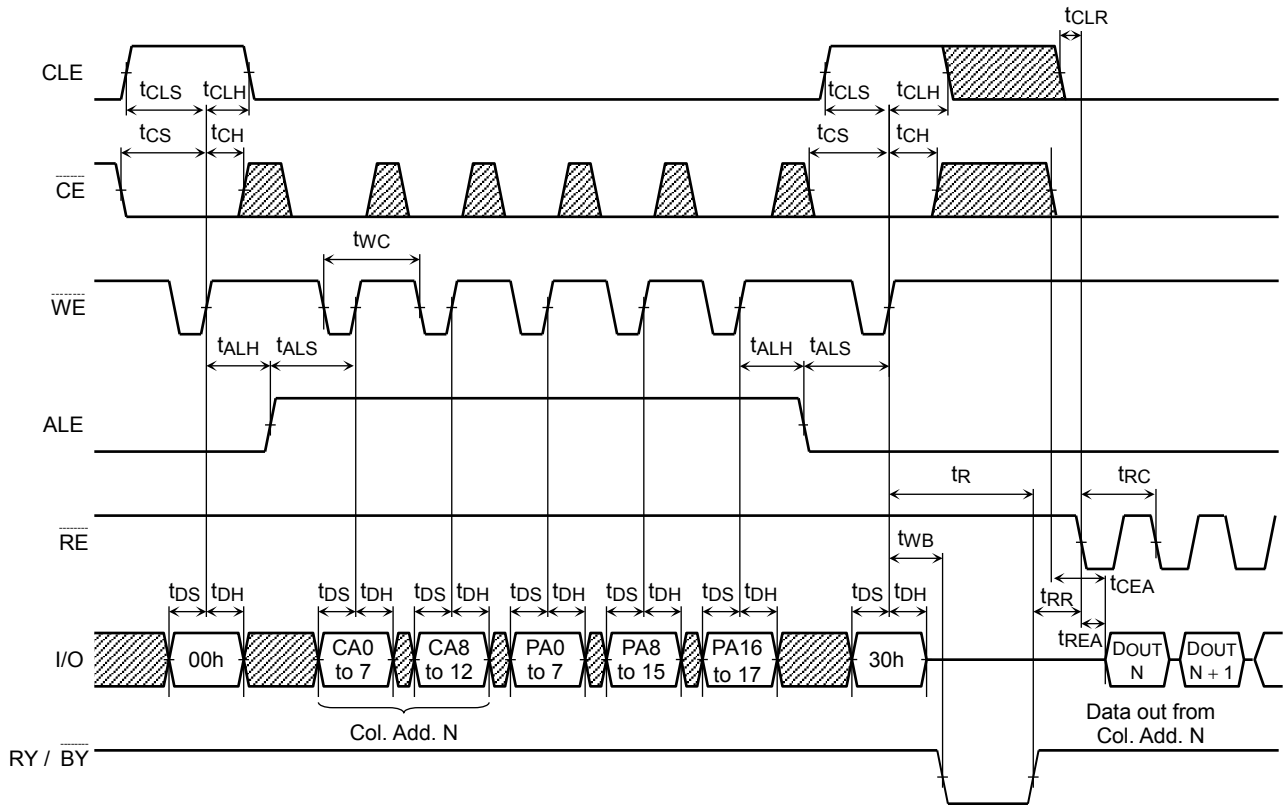 tCLR
CLE
tCLS tCLH tCLS tCLH
tCS tCH tCS tCH
CE
tWC
WE
tALH tALS tALH tALS
ALE
tR tRC
RE
tWB
tDS tDH tDS tDH tDS tDH tDS tDH tDS tDH tDS tDH tDS tDH tRR tCEA
tREA
I/O
00h
CA0
to 7
CA8
to 12
PA0
to 7
PA8
to 15
PA16
to 17
30h
DOUT
N
DOUT
N + 1
Col. Add. N
Data out from
Col. Add. N
RY / BY